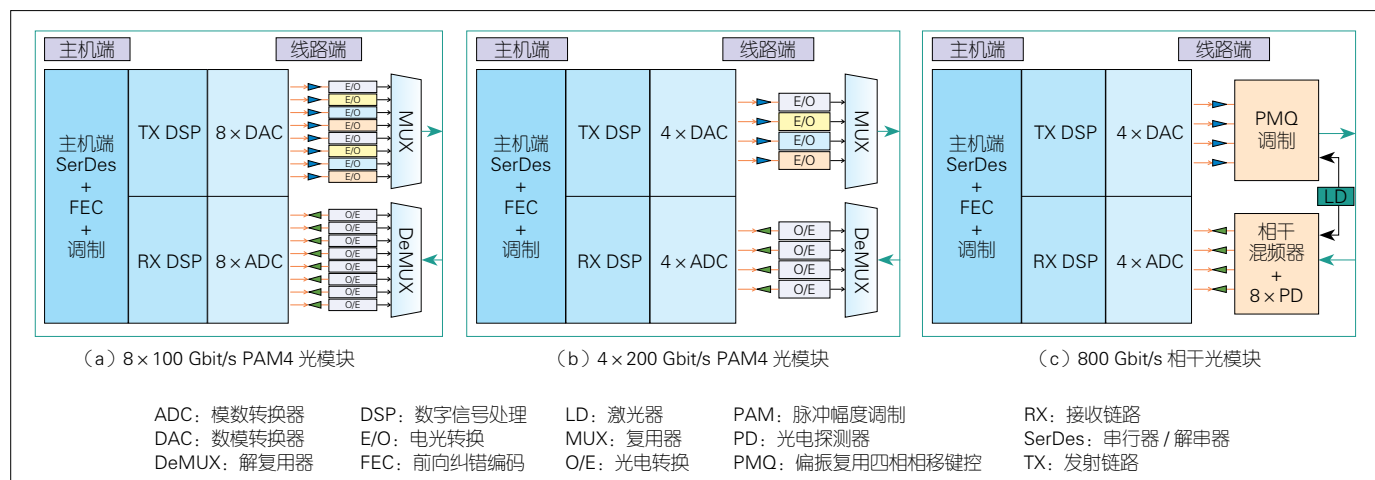 主机端
线路端
主机端
SerDes
+
FEC
+
调制
TX DSP
8×DAC
RX DSP
8×ADC
E/O
E/O
E/O
E/O
E/O
E/O
E/O
E/O
MUX
O/E
O/E
O/E
O/E
O/E
O/E
O/E
O/E
DeMUX
(a)8×100 Gbit/s PAM4 光模块
主机端
线路端
主机端
SerDes
+
FEC
+
调制
TX DSP
4×DAC
RX DSP
4×ADC
E/O
E/O
E/O
E/O
MUX
O/E
O/E
O/E
O/E
DeMUX
(b)4×200 Gbit/s PAM4 光模块
主机端
线路端
主机端
SerDes
+
FEC
+
调制
TX DSP
4×DAC
RX DSP
4×ADC
PMQ
调制
LD
相干
混频器
+
8×PD
(c)800 Gbit/s 相干光模块
ADC：模数转换器 DSP：数字信号处理 LD：激光器 PAM：脉冲幅度调制 RX：接收链路
DAC：数模转换器 E/O：电光转换 MUX：复用器 PD：光电探测器 SerDes：串行器 / 解串器
DeMUX：解复用器 FEC：前向纠错编码 O/E：光电转换 PMQ：偏振复用四相相移键控 TX：发射链路